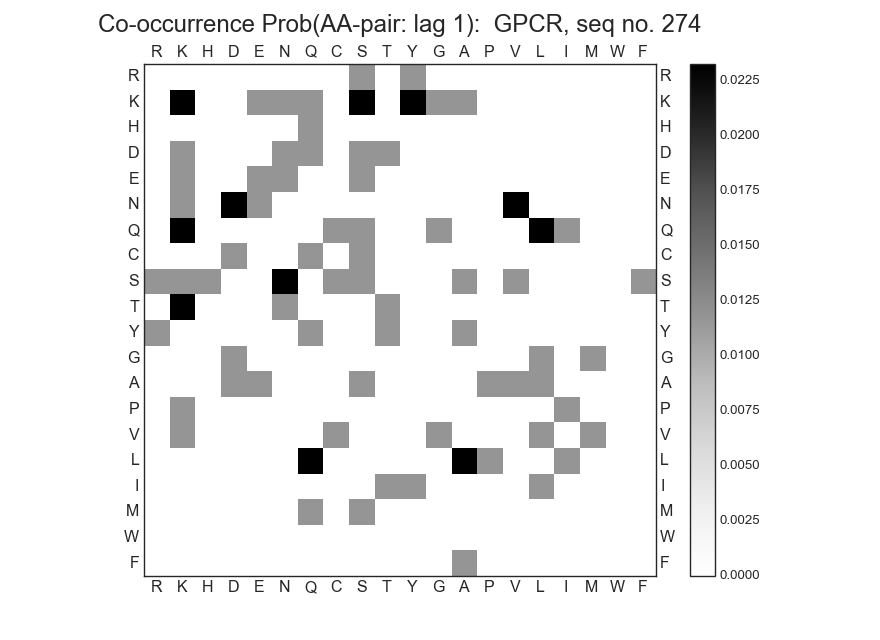 Co-occurrence Prob(AA-pair: lag 1):  GPCR, seq no. 274
R K H D E N Q C S T Y G A P V L I M W F
R R
K K 0.0225
H H 0.0200
D D
E E 0.0175
N N
Q Q 0.0150
C C
S S 0.0125
T T
Y Y 0.0100
G G
A A 0.0075
P P
V V 0.0050
L L
I I 0.0025
M M
W W
F F 0.0000
R K H D E N Q C S T Y G A P V L I M W F